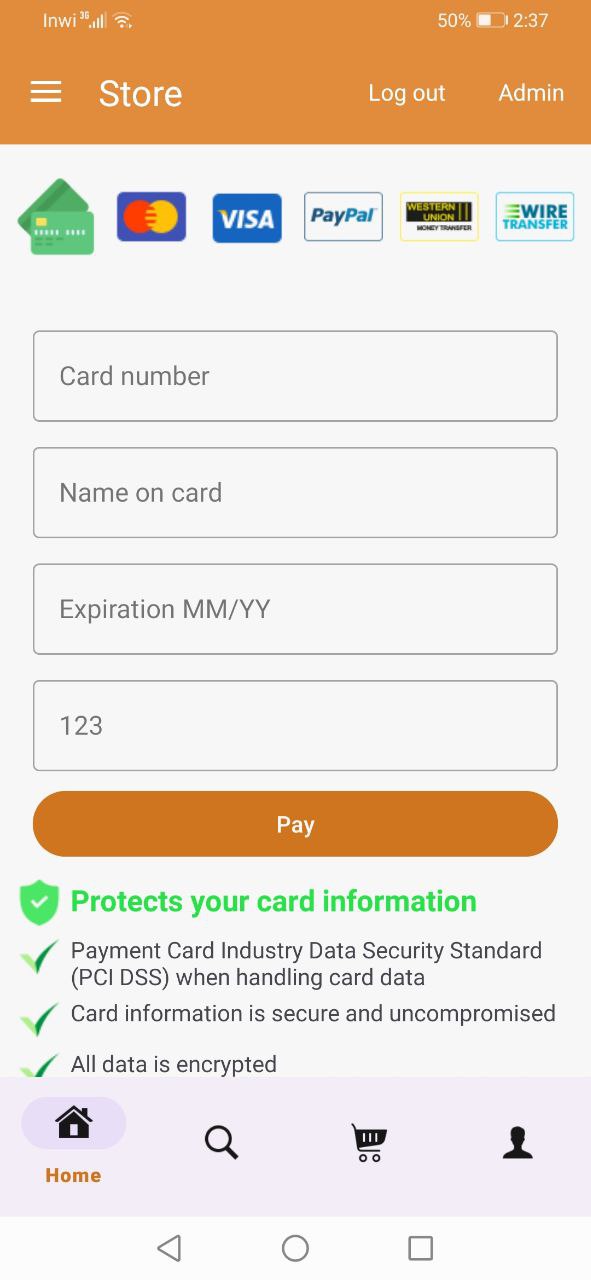 Inwi 3G 50% 2:37
Store Log out Admin
VISA PayPal WESTERN UNION MONEY TRANSFER WIRE TRANSFER
Card number
Name on card
Expiration MM/YY
123
Pay
Protects your card information
Payment Card Industry Data Security Standard
(PCI DSS) when handling card data
Card information is secure and uncompromised
All data is encrypted
Home